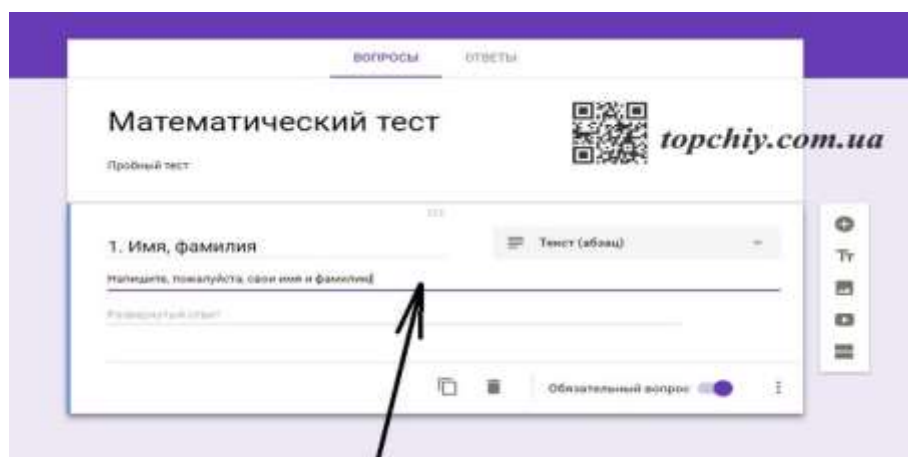 ВОПРОСЫ ОТВЕТЫ
Математический тест
topchiy.com.ua
Пробный тест
1. Имя, фамилия
Текст (абзац)
Напишите, пожалуйста, свои имя и фамилию
Развернутый ответ
Обязательный вопрос
Тт